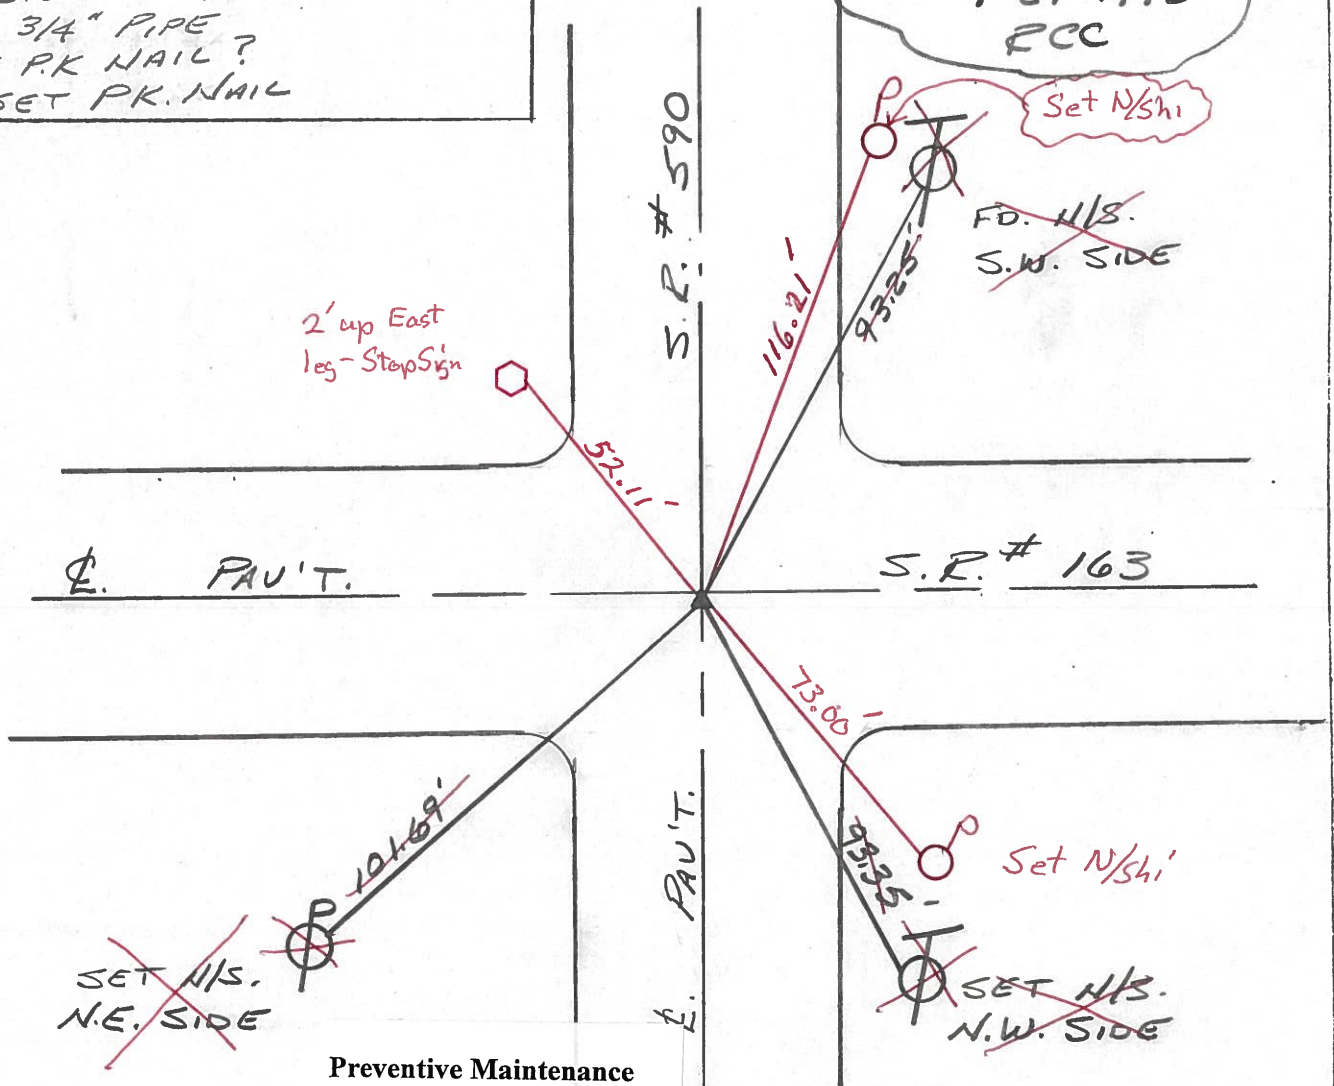 3/4" PIPE
P.K NAIL ?
SET PK. NAIL
RCC
P
Set N/Shi
S.R. # 590
FD. N/S.
S.W. SIDE
116.21'
93.25'
2' up East
leg-Stop Sign
52.11'
℄. PAV'T.
S.R. # 163
73.00'
101.69'
93.35'
P
Set N/Shi
P
SET N/S.
N.E. SIDE
℄. PAV'T.
SET N/S.
N.W. SIDE
Preventive Maintenance